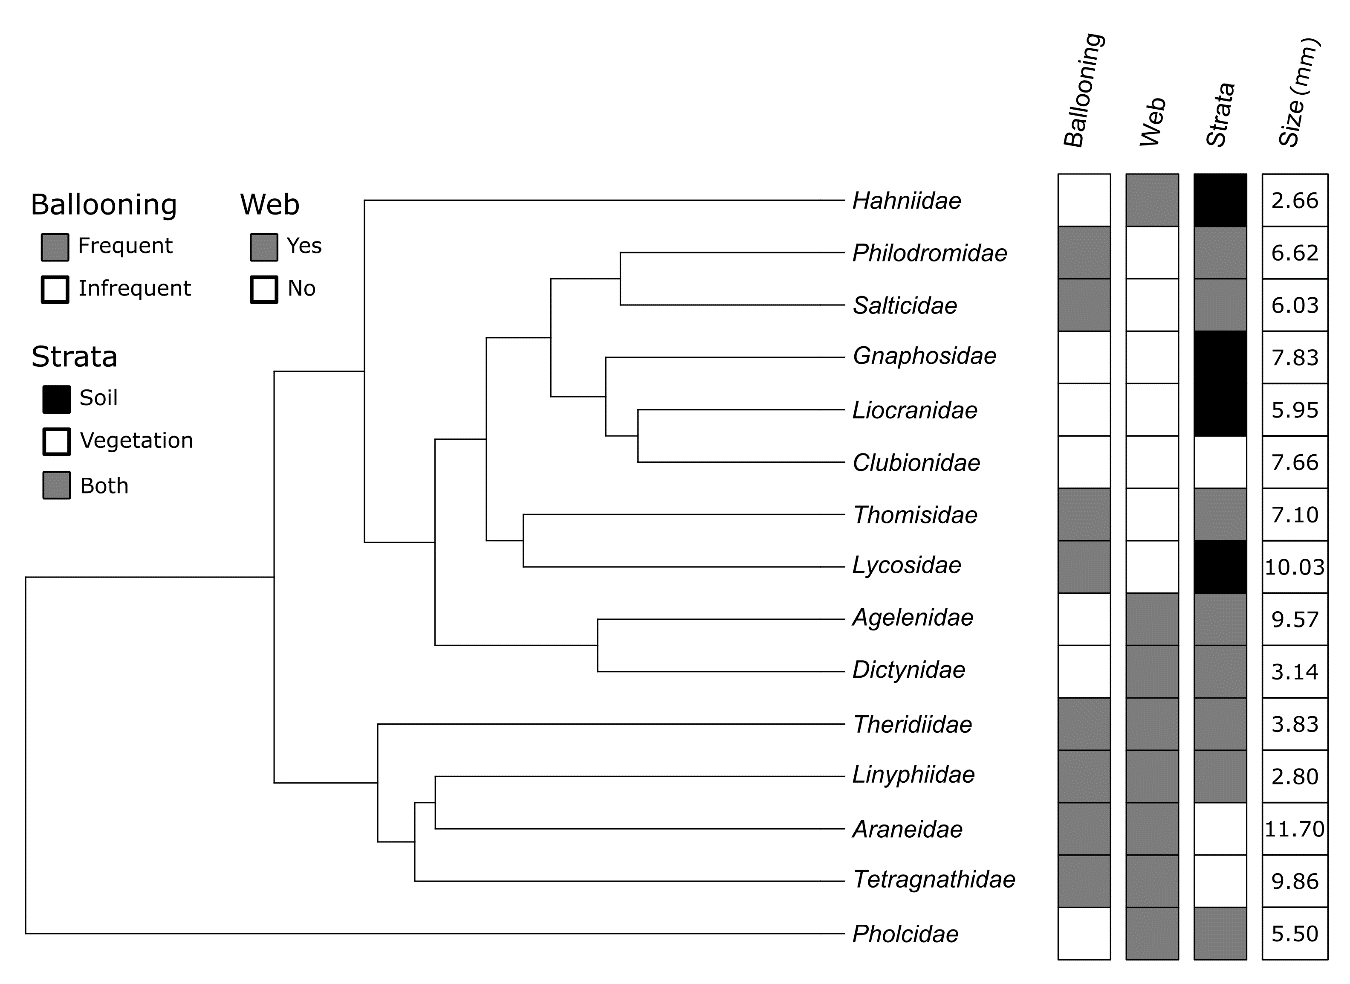 Ballooning Web Strata Size (mm)
Ballooning Web
Frequent Yes
Infrequent No
Strata
Soil
Vegetation
Both
Hahniidae 2.66
Philodromidae 6.62
Salticidae 6.03
Gnaphosidae 7.83
Liocranidae 5.95
Clubionidae 7.66
Thomisidae 7.10
Lycosidae 10.03
Agelenidae 9.57
Dictynidae 3.14
Theridiidae 3.83
Linyphiidae 2.80
Araneidae 11.70
Tetragnathidae 9.86
Pholcidae 5.50